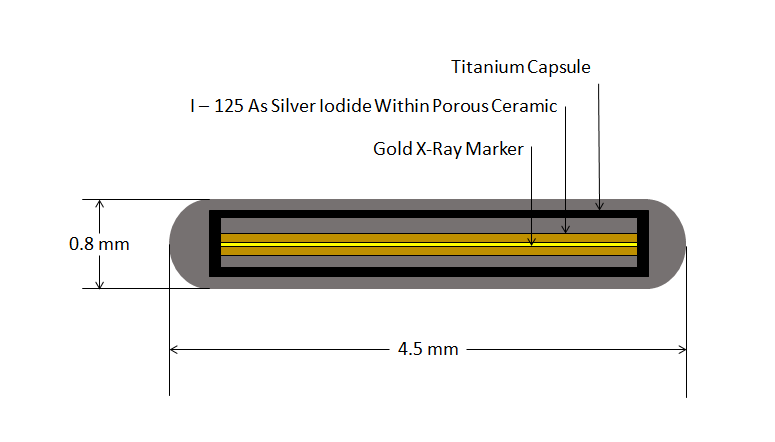 Titanium Capsule
I – 125 As Silver Iodide Within Porous Ceramic
Gold X-Ray Marker
0.8 mm
4.5 mm